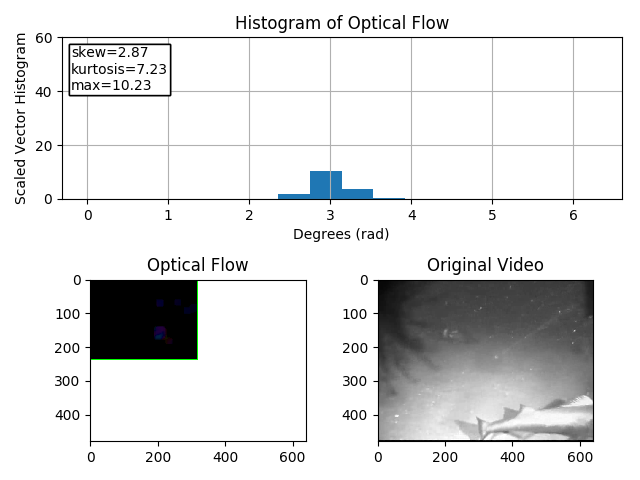 Histogram of Optical Flow
60
40
20
0
Scaled Vector Histogram
skew=2.87
kurtosis=7.23
max=10.23
0 1 2 3 4 5 6
Degrees (rad)
Optical Flow
0
100
200
300
400
0 200 400 600
Original Video
0
100
200
300
400
0 200 400 600